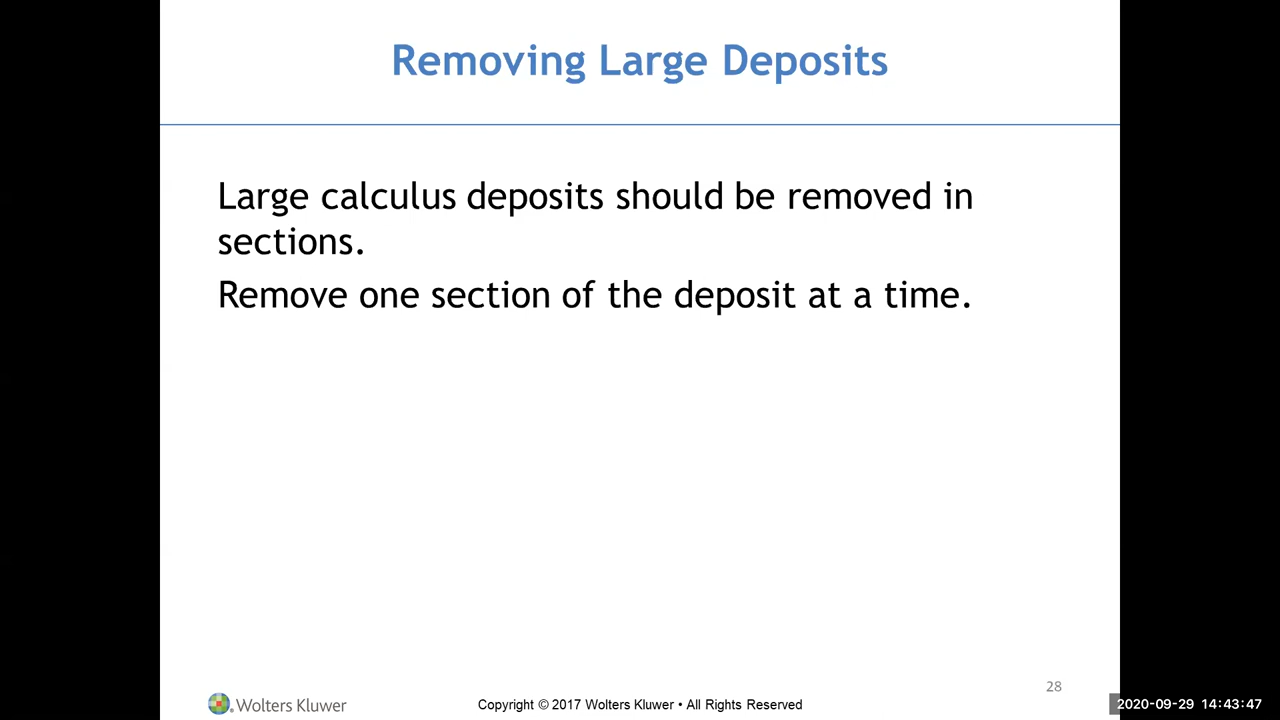 Removing Large Deposits
Large calculus deposits should be removed in
sections.
Remove one section of the deposit at a time.
28
Wolters Kluwer
Copyright © 2017 Wolters Kluwer • All Rights Reserved
2020-09-29 14:43:47